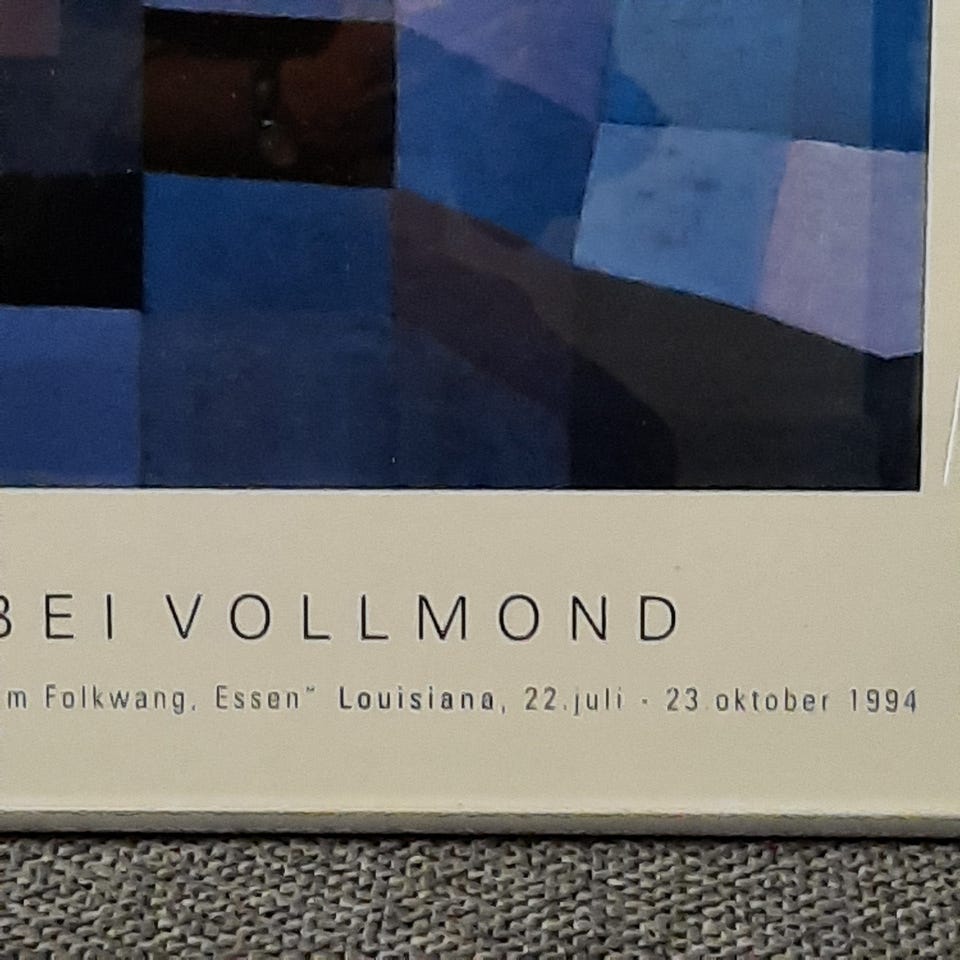 BEI VOLLMOND
m Folkwang, Essen" Louisiana, 22.juli - 23.oktober 1994